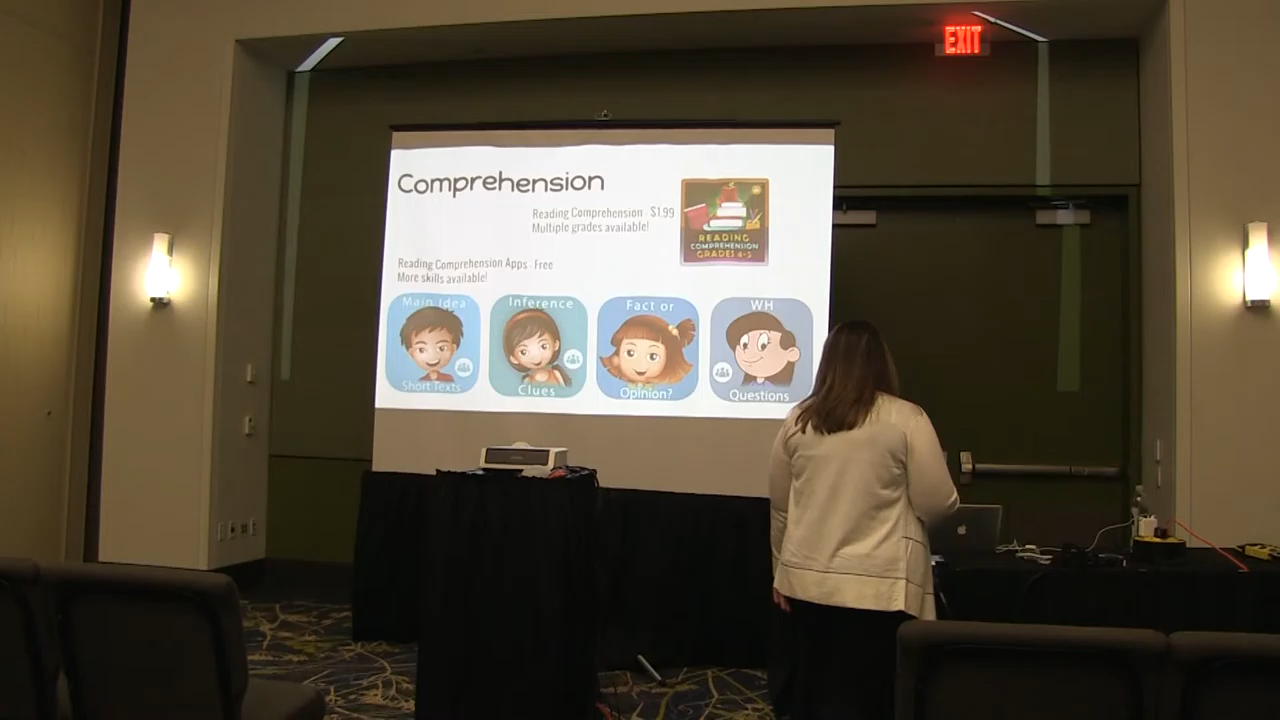 EXIT
Comprehension
Reading Comprehension - $1.99
Multiple grades available!
READING
COMPREHENSION
GRADES 4-5
Reading Comprehension Apps - Free
More skills available!
Main Idea
Short Texts
Inference
Clues
Fact or
Opinion?
WH
Questions